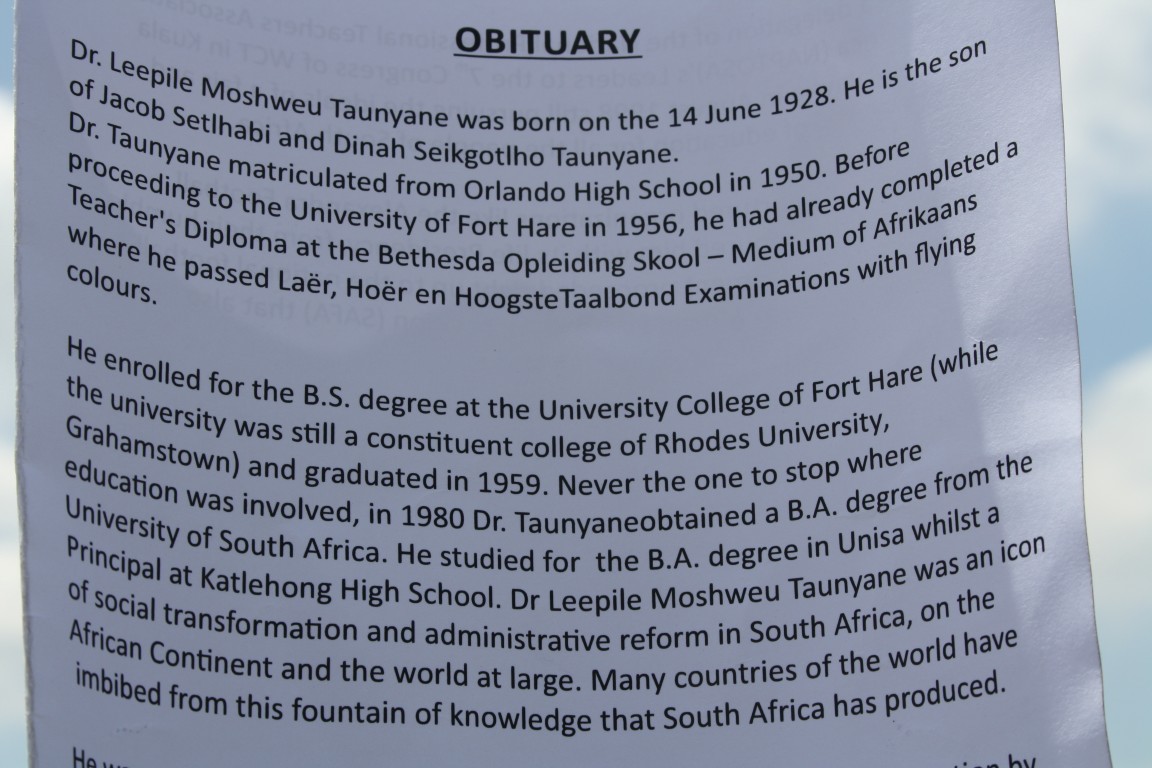 OBITUARY
Dr. Leepile Moshweu Taunyane was born on the 14 June 1928. He is the son
of Jacob Setlhabi and Dinah Seikgotlho Taunyane.
Dr. Taunyane matriculated from Orlando High School in 1950. Before
proceeding to the University of Fort Hare in 1956, he had already completed a
Teacher's Diploma at the Bethesda Opleiding Skool – Medium of Afrikaans
where he passed Laër, Hoër en HoogsteTaalbond Examinations with flying
colours.
He enrolled for the B.S. degree at the University College of Fort Hare (while
the university was still a constituent college of Rhodes University,
Grahamstown) and graduated in 1959. Never the one to stop where
education was involved, in 1980 Dr. Taunyaneobtained a B.A. degree from the
University of South Africa. He studied for the B.A. degree in Unisa whilst a
Principal at Katlehong High School. Dr Leepile Moshweu Taunyane was an icon
of social transformation and administrative reform in South Africa, on the
African Continent and the world at large. Many countries of the world have
imbibed from this fountain of knowledge that South Africa has produced.
He by